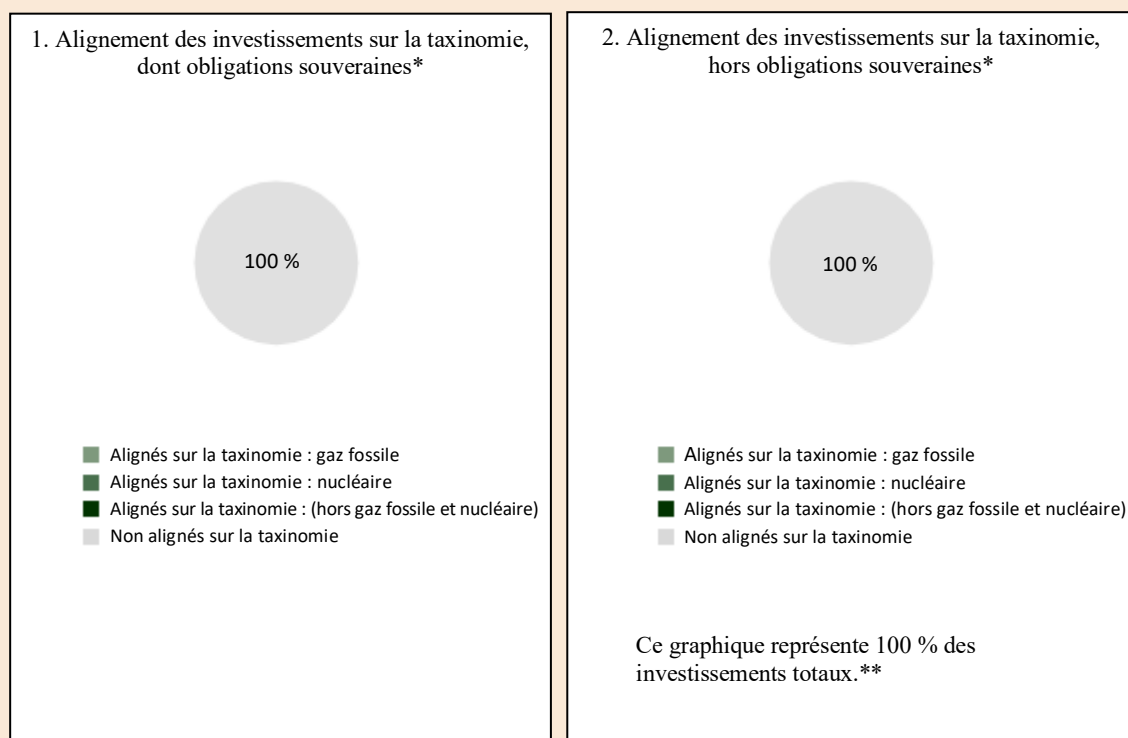 1. Alignement des investissements sur la taxinomie,
dont obligations souveraines*
100 %
Alignés sur la taxinomie : gaz fossile
Alignés sur la taxinomie : nucléaire
Alignés sur la taxinomie : (hors gaz fossile et nucléaire)
Non alignés sur la taxinomie
2. Alignement des investissements sur la taxinomie,
hors obligations souveraines*
100 %
Alignés sur la taxinomie : gaz fossile
Alignés sur la taxinomie : nucléaire
Alignés sur la taxinomie : (hors gaz fossile et nucléaire)
Non alignés sur la taxinomie
Ce graphique représente 100 % des
investissements totaux.**